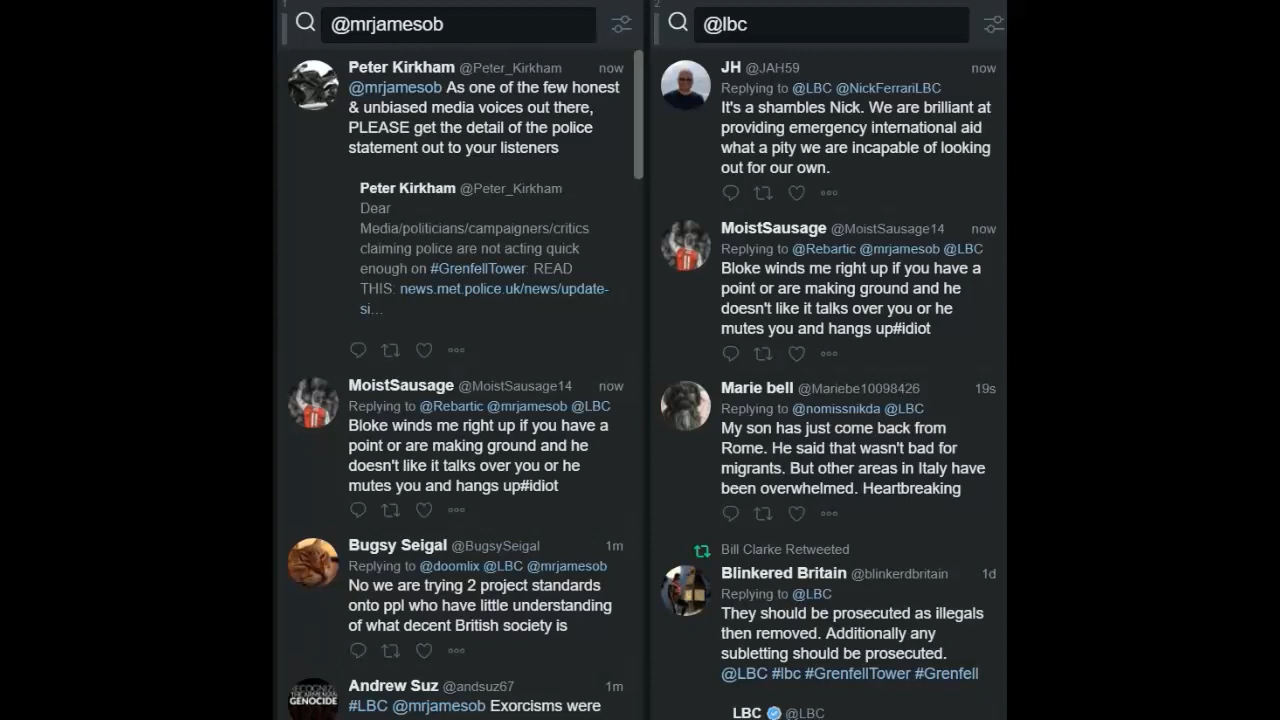 1
@mrjamesob
Peter Kirkham @Peter_Kirkham now
@mrjamesob As one of the few honest
& unbiased media voices out there,
PLEASE get the detail of the police
statement out to your listeners
Peter Kirkham @Peter_Kirkham
Dear
Media/politicians/campaigners/critics
claiming police are not acting quick
enough on #GrenfellTower: READ
THIS: news.met.police.uk/news/update-
si…
MoistSausage @MoistSausage14 now
Replying to @Rebartic @mrjamesob @LBC
Bloke winds me right up if you have a
point or are making ground and he
doesn't like it talks over you or he
mutes you and hangs up#idiot
Bugsy Seigal @BugsySeigal 1m
Replying to @doomlix @LBC @mrjamesob
No we are trying 2 project standards
onto ppl who have little understanding
of what decent British society is
GENOCIDE
Andrew Suz @andsuz67 1m
#LBC @mrjamesob Exorcisms were
2
@lbc
JH @JAH59 now
Replying to @LBC @NickFerrariLBC
It's a shambles Nick. We are brilliant at
providing emergency international aid
what a pity we are incapable of looking
out for our own.
MoistSausage @MoistSausage14 now
Replying to @Rebartic @mrjamesob @LBC
Bloke winds me right up if you have a
point or are making ground and he
doesn't like it talks over you or he
mutes you and hangs up#idiot
Marie bell @Mariebe10098426 19s
Replying to @nomissnikda @LBC
My son has just come back from
Rome. He said that wasn't bad for
migrants. But other areas in Italy have
been overwhelmed. Heartbreaking
Bill Clarke Retweeted
Blinkered Britain @blinkerdbritain 1d
Replying to @LBC
They should be prosecuted as illegals
then removed. Additionally any
subletting should be prosecuted.
@LBC #lbc #GrenfellTower #Grenfell
LBC @LBC